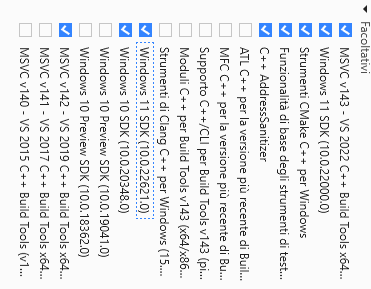 Facoltativi
MSVC v143 - VS 2022 C++ Build Tools x64...
Windows 11 SDK (10.0.22000.0)
Strumenti CMake C++ per Windows
Funzionalità di base degli strumenti di test...
C++ AddressSanitizer
ATL C++ per la versione più recente di Buil...
MFC C++ per la versione più recente di Bu...
Supporto C++/CLI per Build Tools v143 (pi...
Moduli C++ per Build Tools v143 (x64/x86...
Strumenti di Clang C++ per Windows (15....
Windows 11 SDK (10.0.22621.0)
Windows 10 SDK (10.0.20348.0)
Windows 10 Preview SDK (10.0.19041.0)
Windows 10 Preview SDK (10.0.18362.0)
MSVC v142 - VS 2019 C++ Build Tools x64...
MSVC v141 - VS 2017 C++ Build Tools x64...
MSVC v140 - VS 2015 C++ Build Tools (v1...